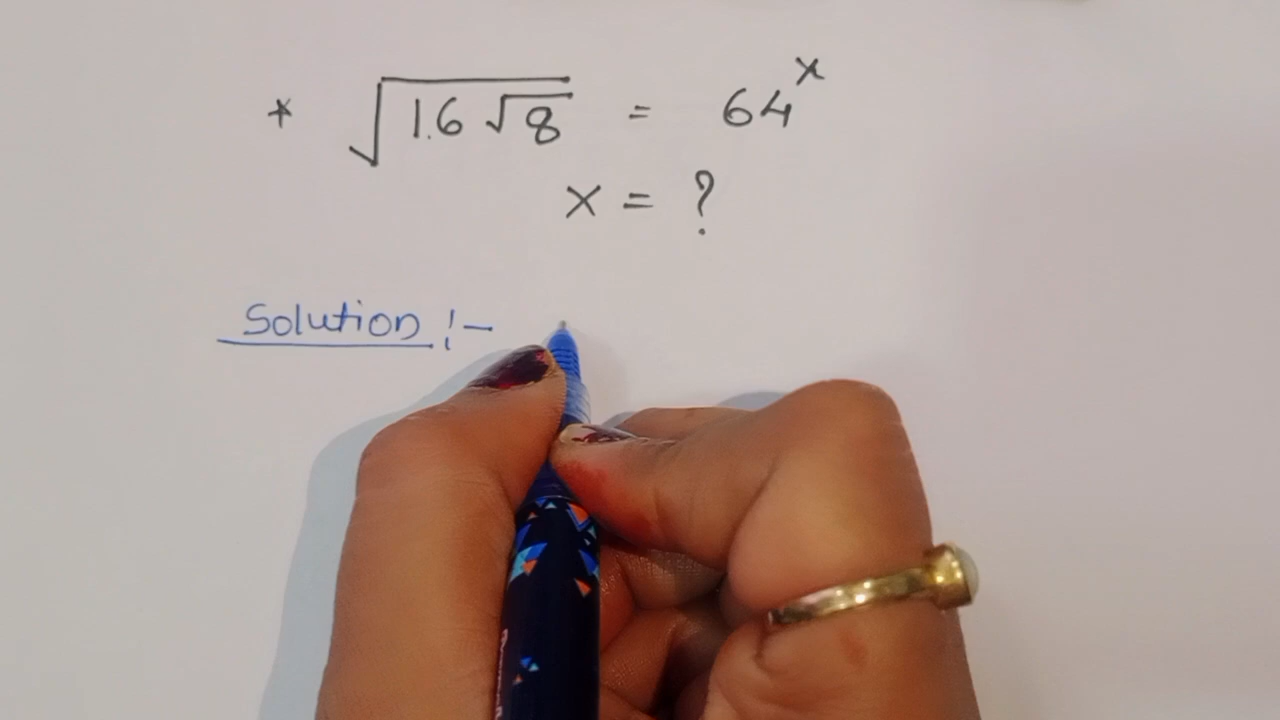 * √(1.6 √8) = 64^x
x = ?
Solution :-